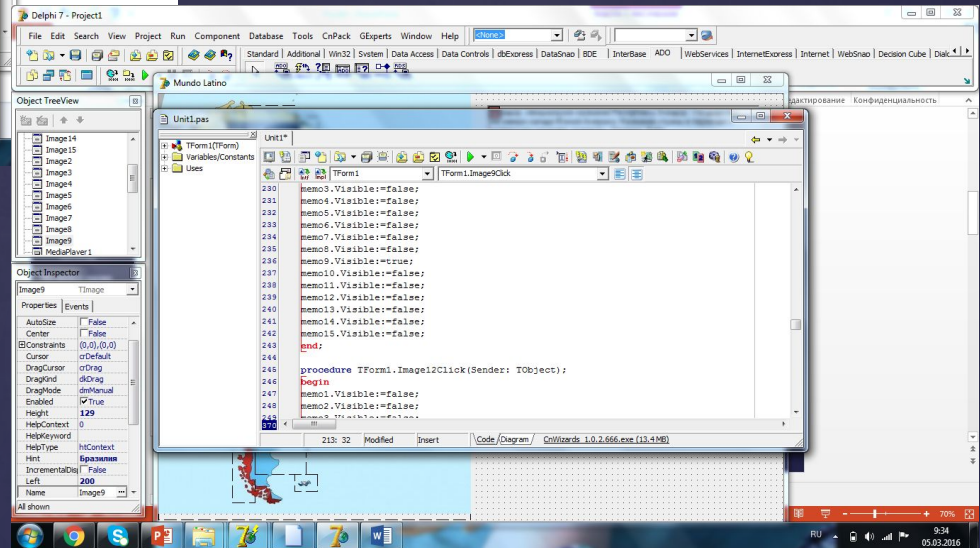 Delphi 7 - Project1
File Edit Search View Project Run Component Database Tools CnPack GExperts Window Help <None>
Standard Additional Win32 System Data Access Data Controls dbExpress DataSnap BDE InterBase ADO WebServices InternetExpress Internet WebSnap Decision Cube Dialc
Mundo Latino
Object TreeView
Image14
Image15
Image2
Image3
Image4
Image5
Image6
Image7
Image8
Image9
MediaPlayer1
Object Inspector
Image9 TImage
Properties Events
AutoSize False
Center False
Constraints (0,0),(0,0)
Cursor crDefault
DragCursor crDrag
DragKind dkDrag
DragMode dmManual
Enabled True
Height 129
HelpContext 0
HelpKeyword
HelpType htContext
Hint Бразилия
IncrementalDisp False
Left 200
Name Image9
All shown
Unit1.pas
TForm1(TForm)
Variables/Constants
Uses
Unit1*
TForm1 TForm1.Image9Click
230 memo3.Visible:=false;
231 memo4.Visible:=false;
232 memo5.Visible:=false;
233 memo6.Visible:=false;
234 memo7.Visible:=false;
235 memo8.Visible:=false;
236 memo9.Visible:=true;
237 memo10.Visible:=false;
238 memo11.Visible:=false;
239 memo12.Visible:=false;
240 memo13.Visible:=false;
241 memo14.Visible:=false;
242 memo15.Visible:=false;
243 end;
244
245 procedure TForm1.Image12Click(Sender: TObject);
246 begin
247 memo1.Visible:=false;
248 memo2.Visible:=false;
249 memo3.Visible:=false;
370
213: 32 Modified Insert Code Diagram CnWizards_1.0.2.666.exe (13.4MB)
едактирование Конфиденциальность
70%
RU 9:34
05.03.2016